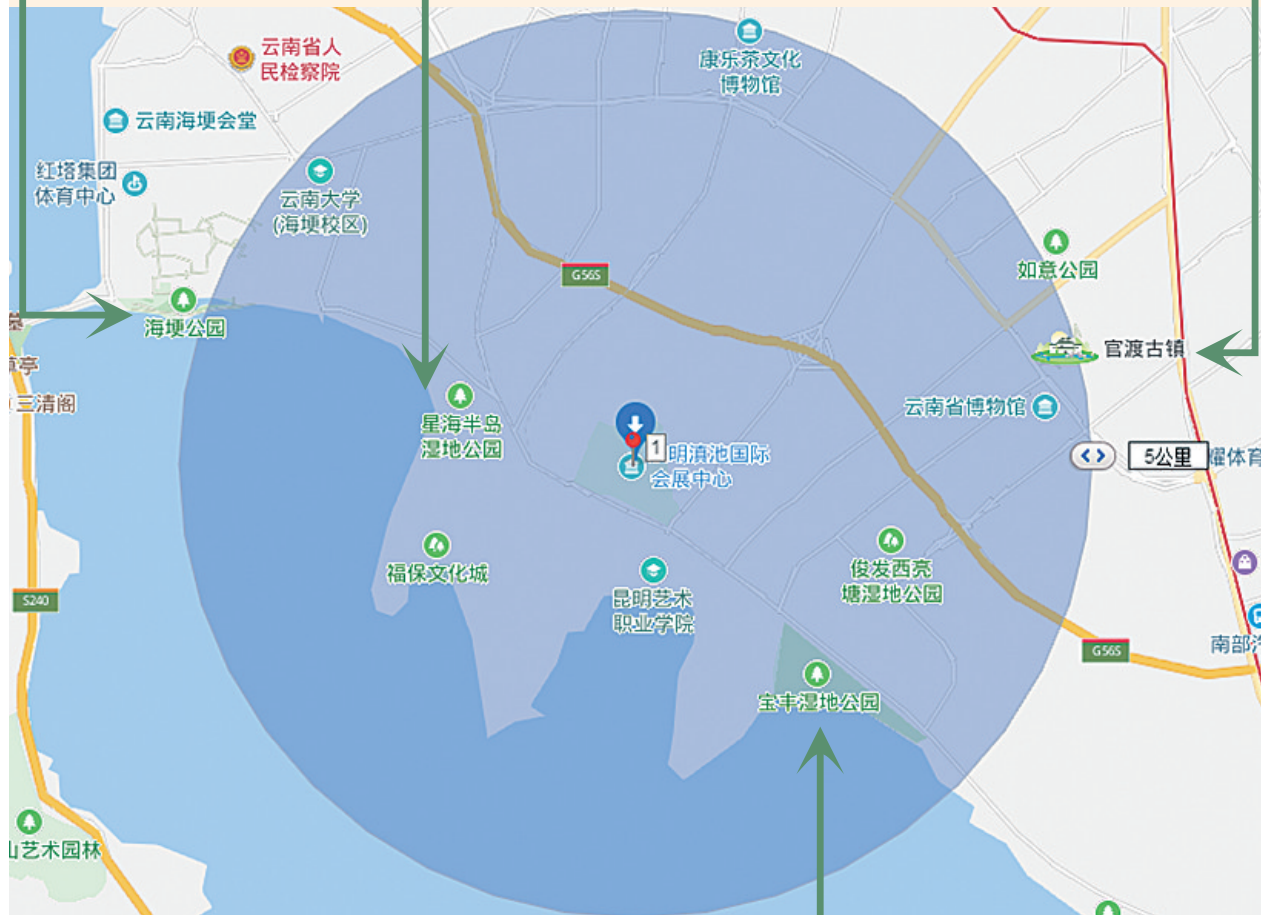 云南省人
民检察院
康乐茶文化
博物馆
云南海埂会堂
红塔集团
体育中心
云南大学
(海埂校区)
G56S
如意公园
海埂公园
官渡古镇
草亭
三清阁
星海半岛
湿地公园
云南省博物馆
1
明滇池国际
会展中心
5公里
耀体育
福保文化城
昆明艺术
职业学院
俊发西亮
塘湿地公园
S240
G56S
南部汽
宝丰湿地公园
山艺术园林